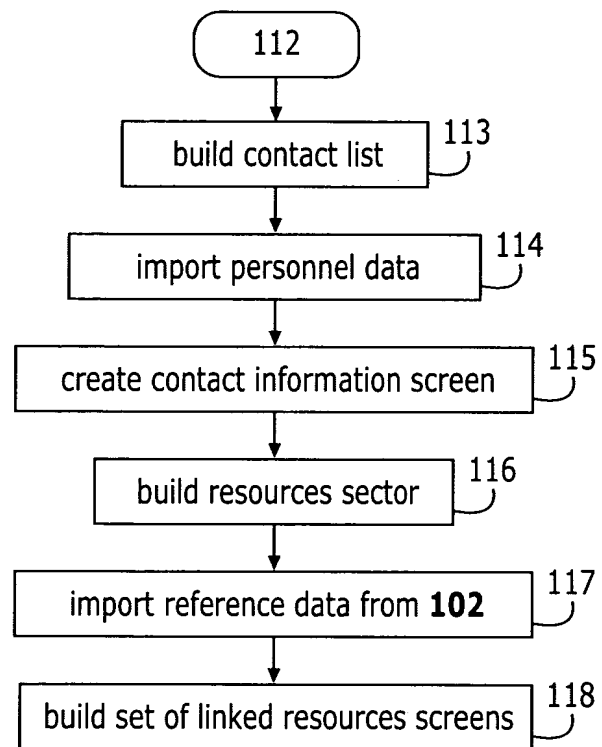 112
build contact list
113
import personnel data
114
create contact information screen
115
build resources sector
116
import reference data from 102
117
build set of linked resources screens
118